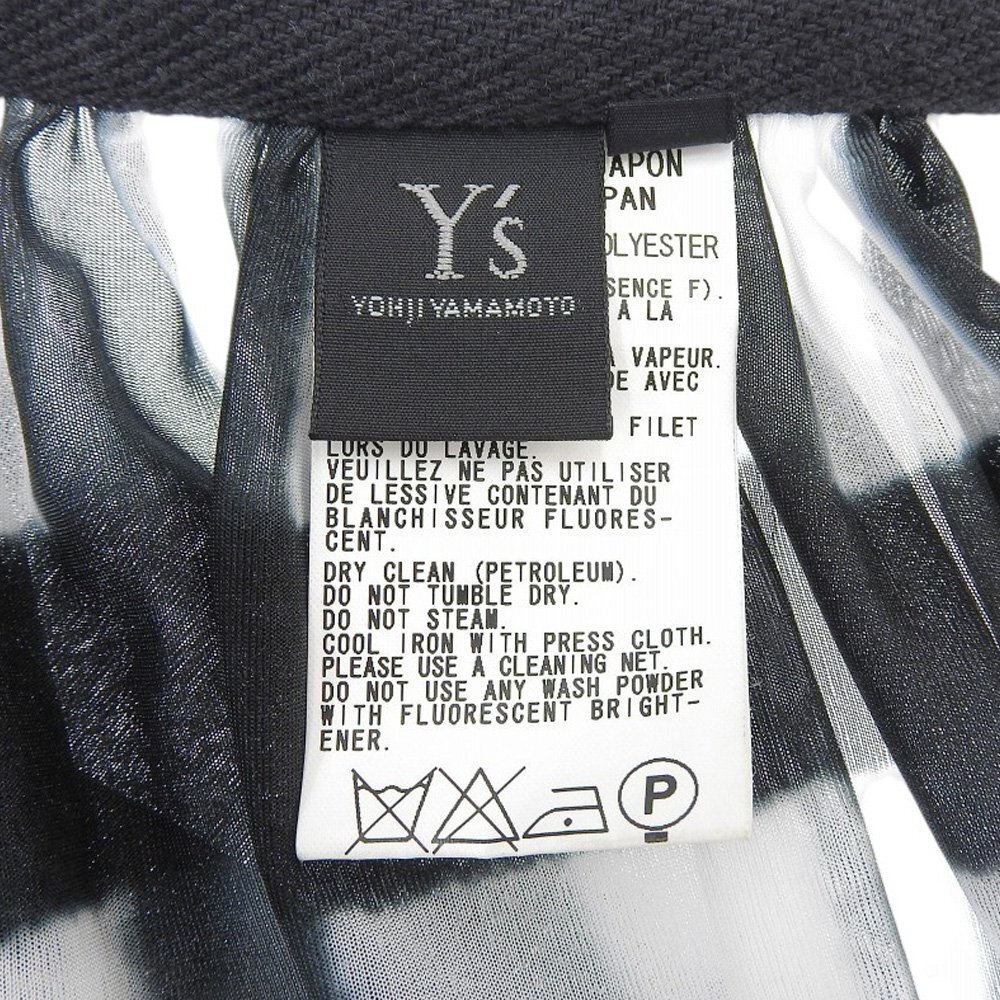 Y's
YOHJI YAMAMOTO
APON
PAN
OLYESTER
SENCE F).
A LA
VAPEUR.
DE AVEC
FILET
LORS DU LAVAGE.
VEUILLEZ NE PAS UTILISER
DE LESSIVE CONTENANT DU
BLANCHISSEUR FLUORES-
CENT.
DRY CLEAN (PETROLEUM).
DO NOT TUMBLE DRY.
DO NOT STEAM.
COOL IRON WITH PRESS CLOTH.
PLEASE USE A CLEANING NET.
DO NOT USE ANY WASH POWDER
WITH FLUORESCENT BRIGHT-
ENER.
P